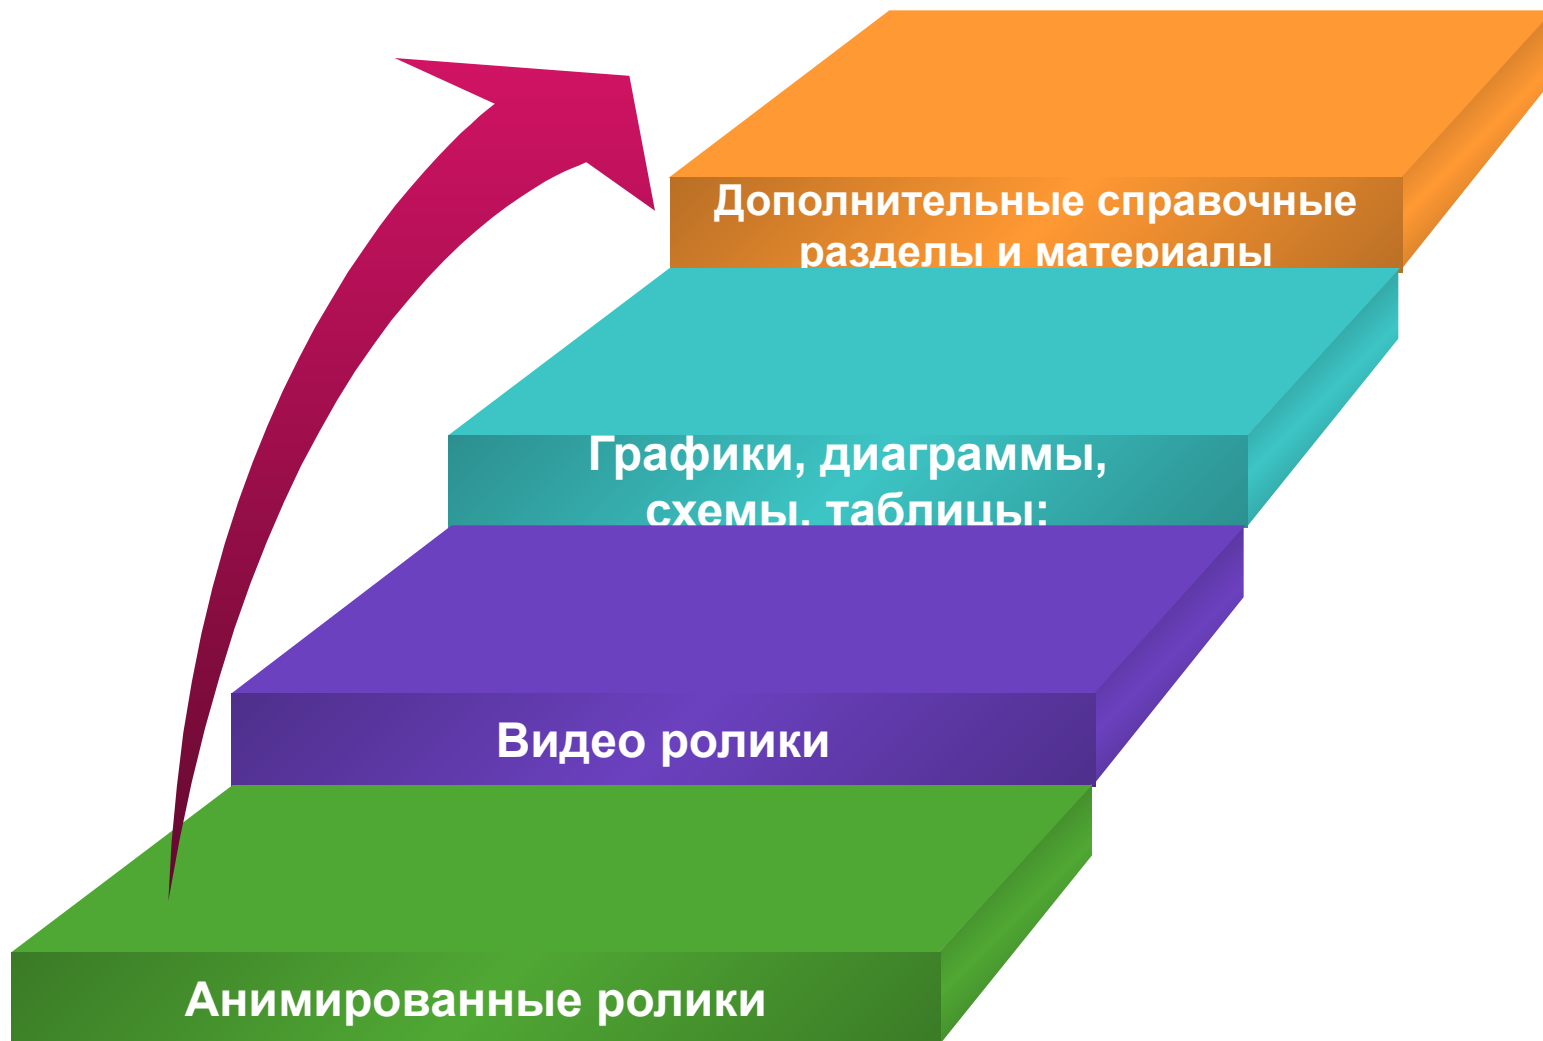 Дополнительные справочные
разделы и материалы
Графики, диаграммы,
схемы, таблицы:
Видео ролики
Анимированные ролики